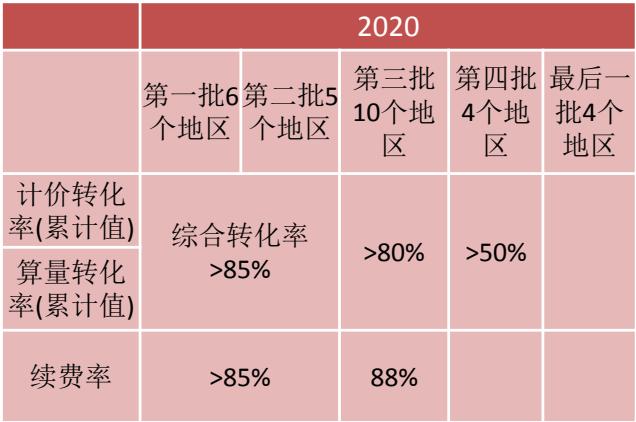 2020
第一批6
个地区
第二批5
个地区
第三批
10个地
区
第四批
4个地
区
最后一
批4个
地区
计价转化
率(累计值)
综合转化率
>85%
>80%
>50%
算量转化
率(累计值)
续费率
>85%
88%